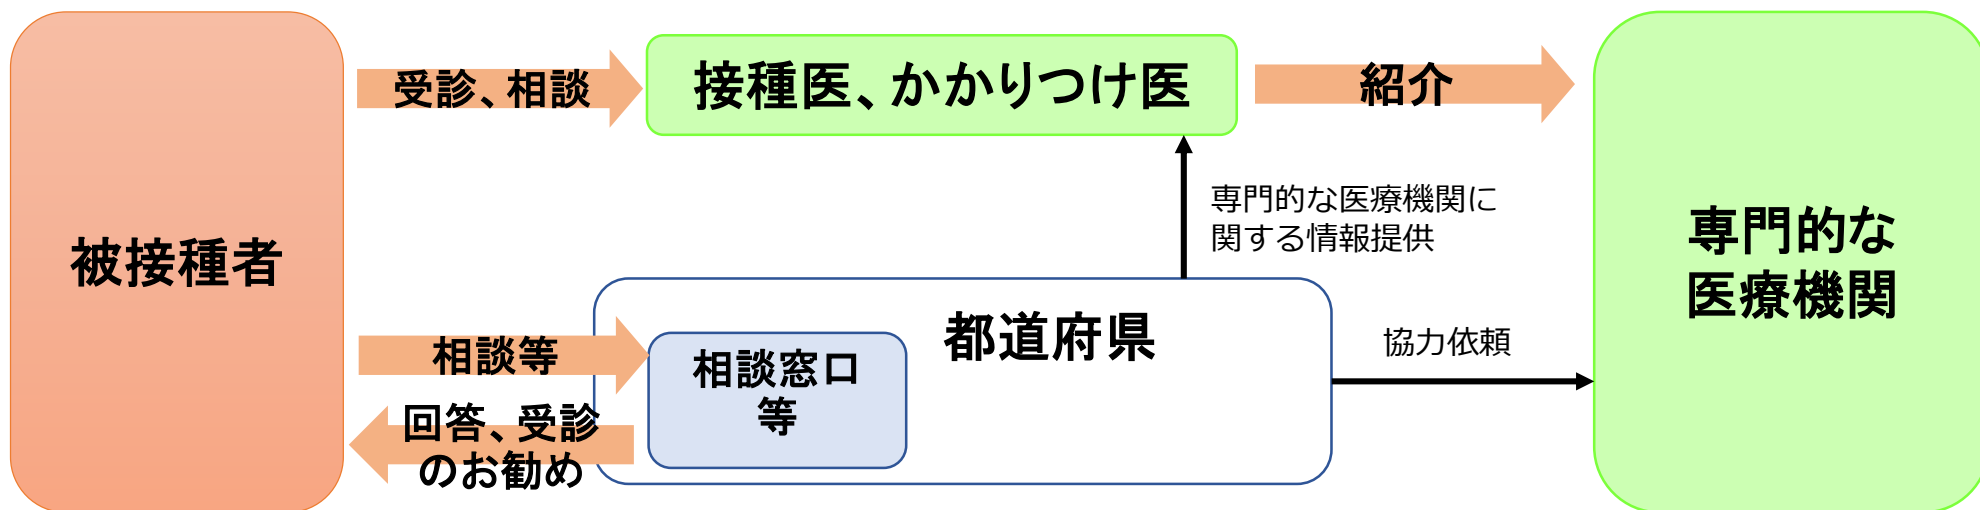 被接種者
受診、相談
接種医、かかりつけ医
紹介
専門的な医療機関に
関する情報提供
専門的な
医療機関
都道府県
相談等
相談窓口
等
回答、受診
のお勧め
協力依頼